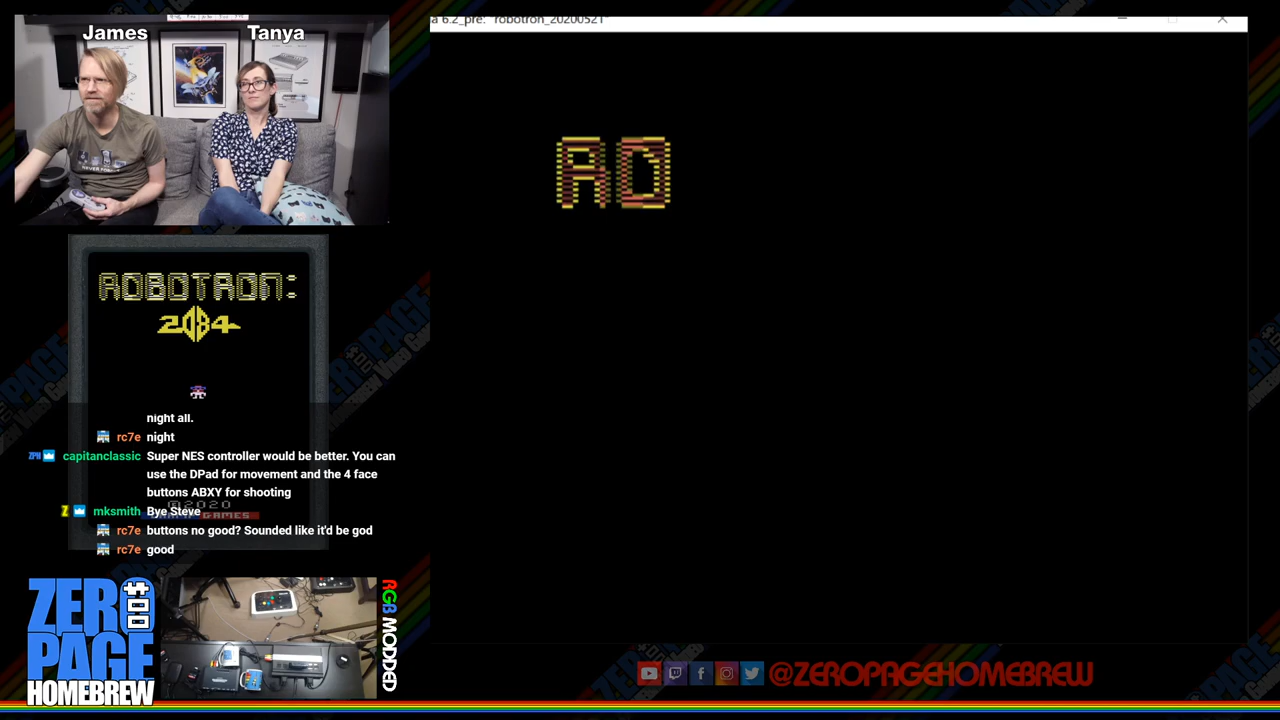 James
Tanya
a 6.2_pre: "robotron_20200521"
RO
ROBOTRON:
2084
night all.
rc7e night
capitanclassic Super NES controller would be better. You can
use the DPad for movement and the 4 face
buttons ABXY for shooting
mksmith Bye Steve
©2020
GAMES
rc7e buttons no good? Sounded like it'd be god
rc7e good
ZERO
PAGE
HOMEBREW
RGB MODDED
@ZEROPAGEHOMEBREW